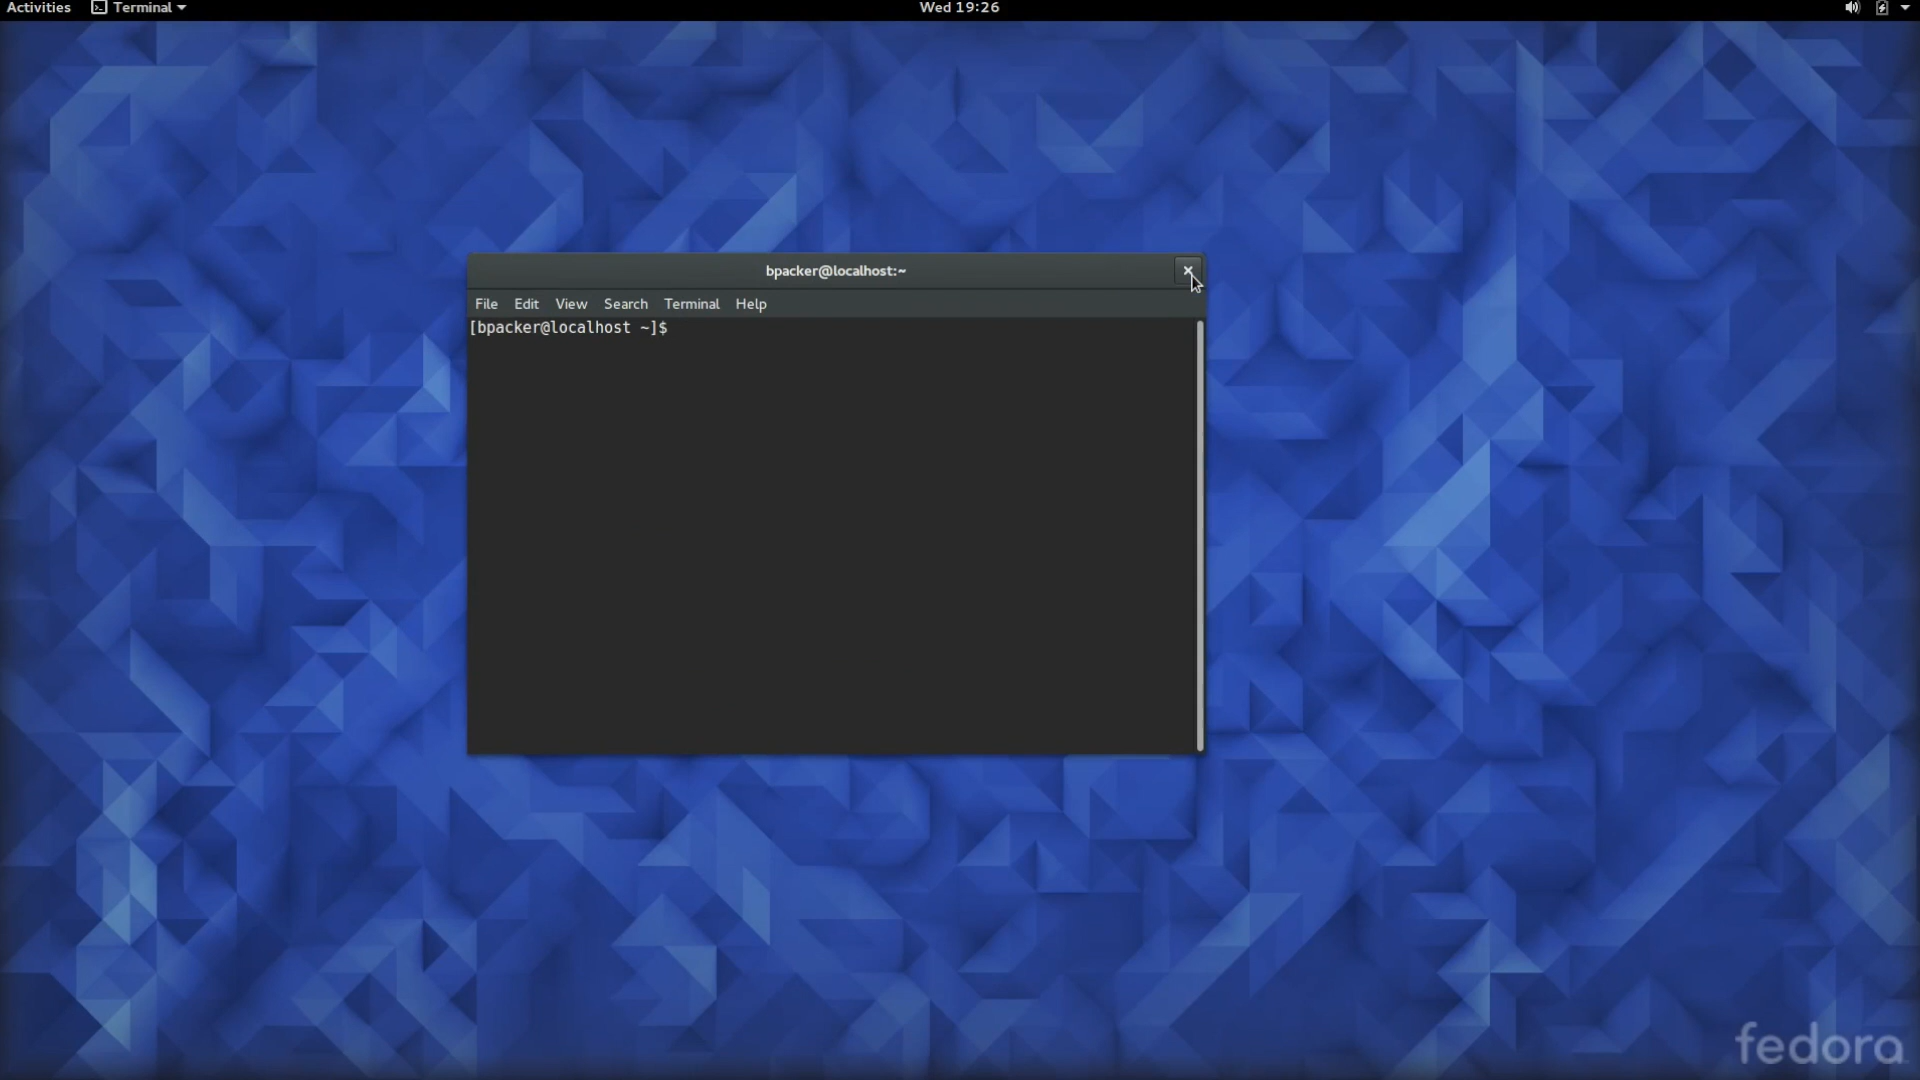 Activities Terminal Wed 19:26
bpacker@localhost:~
File Edit View Search Terminal Help
[bpacker@localhost ~]$
fedora